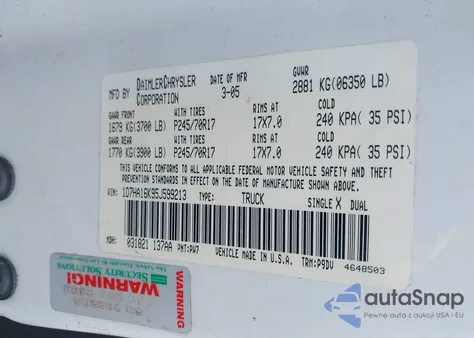 MFD BY DAIMLERCHRYSLER CORPORATION
DATE OF MFR 3-05
GVWR 2881 KG(06350 LB)
GAWR FRONT WITH TIRES RIMS AT COLD
1679 KG(3700 LB) P245/70R17 17X7.0 240 KPA( 35 PSI)
GAWR REAR WITH TIRES RIMS AT COLD
1770 KG(3900 LB) P245/70R17 17X7.0 240 KPA( 35 PSI)
THIS VEHICLE CONFORMS TO ALL APPLICABLE FEDERAL MOTOR VEHICLE SAFETY
STANDARDS IN EFFECT ON THE DATE OF MANUFACTURE SHOWN ABOVE.
VIN: 1D7HA16K95J599213 TYPE: TRUCK SINGLE X DUAL
MDH: 031821 137AA PNT:PW7 VEHICLE MADE IN U.S.A. TRM:P9DV
4648503
SECURITY SOLUTIONS
WARNING!
WARNING
autoSnap
Pewne auta z aukcji USA i EU